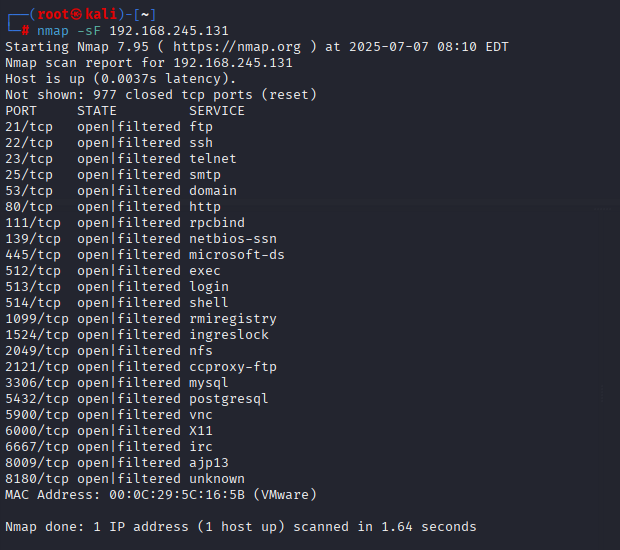 ┌──(root㉿kali)-[~]
└─# nmap -sF 192.168.245.131
Starting Nmap 7.95 ( https://nmap.org ) at 2025-07-07 08:10 EDT
Nmap scan report for 192.168.245.131
Host is up (0.0037s latency).
Not shown: 977 closed tcp ports (reset)
PORT     STATE         SERVICE
21/tcp   open|filtered ftp
22/tcp   open|filtered ssh
23/tcp   open|filtered telnet
25/tcp   open|filtered smtp
53/tcp   open|filtered domain
80/tcp   open|filtered http
111/tcp  open|filtered rpcbind
139/tcp  open|filtered netbios-ssn
445/tcp  open|filtered microsoft-ds
512/tcp  open|filtered exec
513/tcp  open|filtered login
514/tcp  open|filtered shell
1099/tcp open|filtered rmiregistry
1524/tcp open|filtered ingreslock
2049/tcp open|filtered nfs
2121/tcp open|filtered ccproxy-ftp
3306/tcp open|filtered mysql
5432/tcp open|filtered postgresql
5900/tcp open|filtered vnc
6000/tcp open|filtered X11
6667/tcp open|filtered irc
8009/tcp open|filtered ajp13
8180/tcp open|filtered unknown
MAC Address: 00:0C:29:5C:16:5B (VMware)
Nmap done: 1 IP address (1 host up) scanned in 1.64 seconds